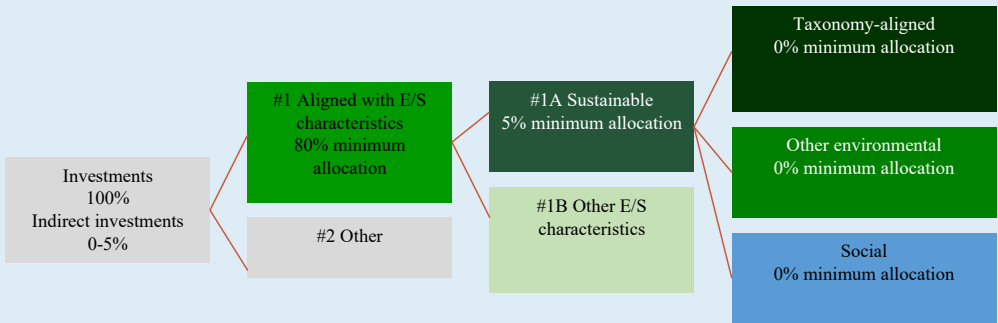 Investments
100%
Indirect investments
0-5%
#1 Aligned with E/S
characteristics
80% minimum
allocation
#2 Other
#1A Sustainable
5% minimum allocation
#1B Other E/S
characteristics
Taxonomy-aligned
0% minimum allocation
Other environmental
0% minimum allocation
Social
0% minimum allocation